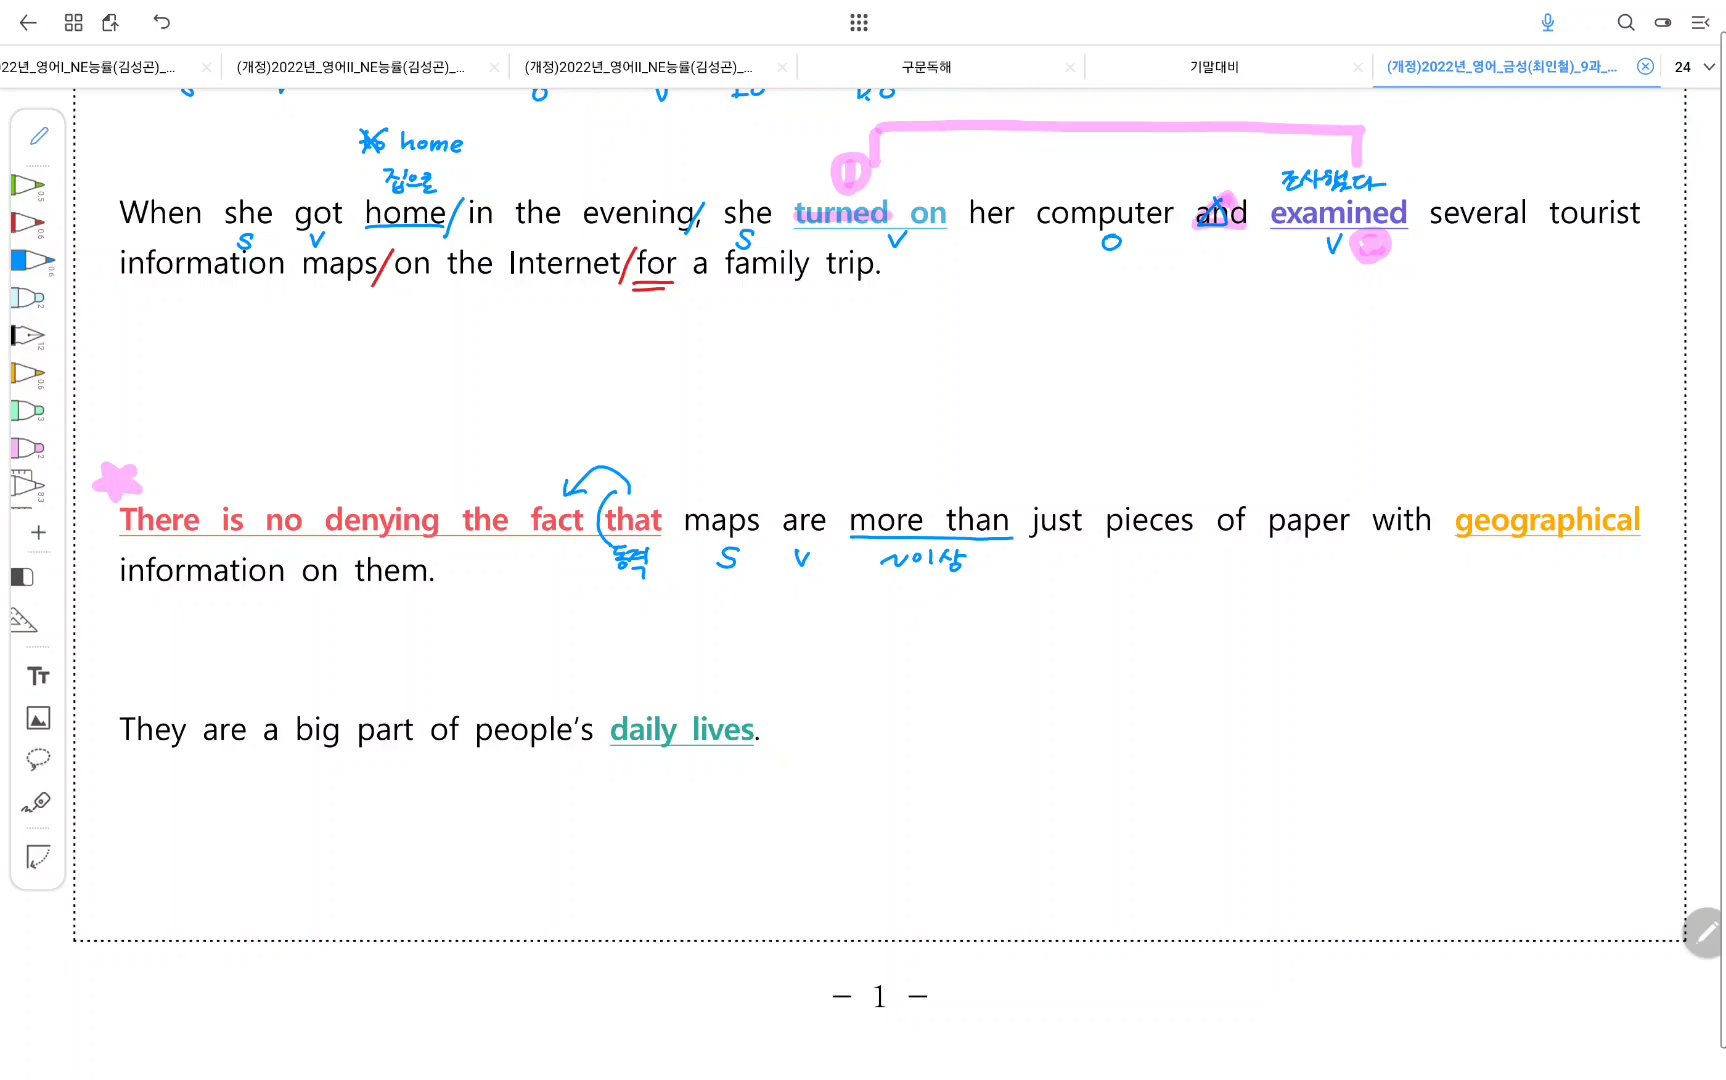 22년_영어I_NE능률(김성곤)_... (개정)2022년_영어II_NE능률(김성곤)_... (개정)2022년_영어II_NE능률(김성곤)_... 구문독해 기말대비 (개정)2022년_영어_금성(최인철)_9과_... 24
home
집으로 조사했다
When she got home / in the evening, / she turned on her computer and examined several tourist
S V S V O V
information maps / on the Internet / for a family trip.
There is no denying the fact (that maps are more than just pieces of paper with geographical
동격 S V ~이상
information on them.
They are a big part of people's daily lives.
- 1 -
Tт